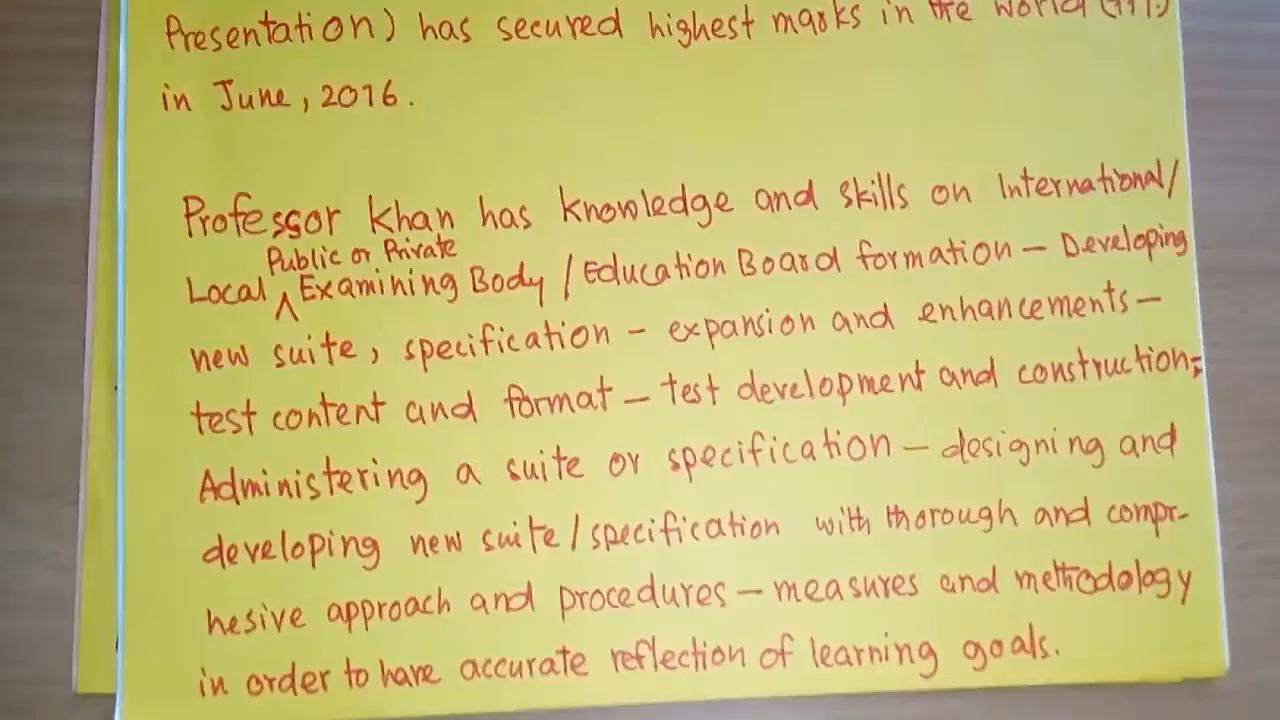 Presentation) has secured highest marks in the world
in June, 2016.
Professor Khan has knowledge and skills on International/
Public or Private
Local ^ Examining Body / Education Board formation – Developing
new suite, specification – expansion and enhancements –
test content and format – test development and construction;
Administering a suite or specification – designing and
developing new suite/specification with thorough and compr-
hesive approach and procedures – measures and methodology
in order to have accurate reflection of learning goals.